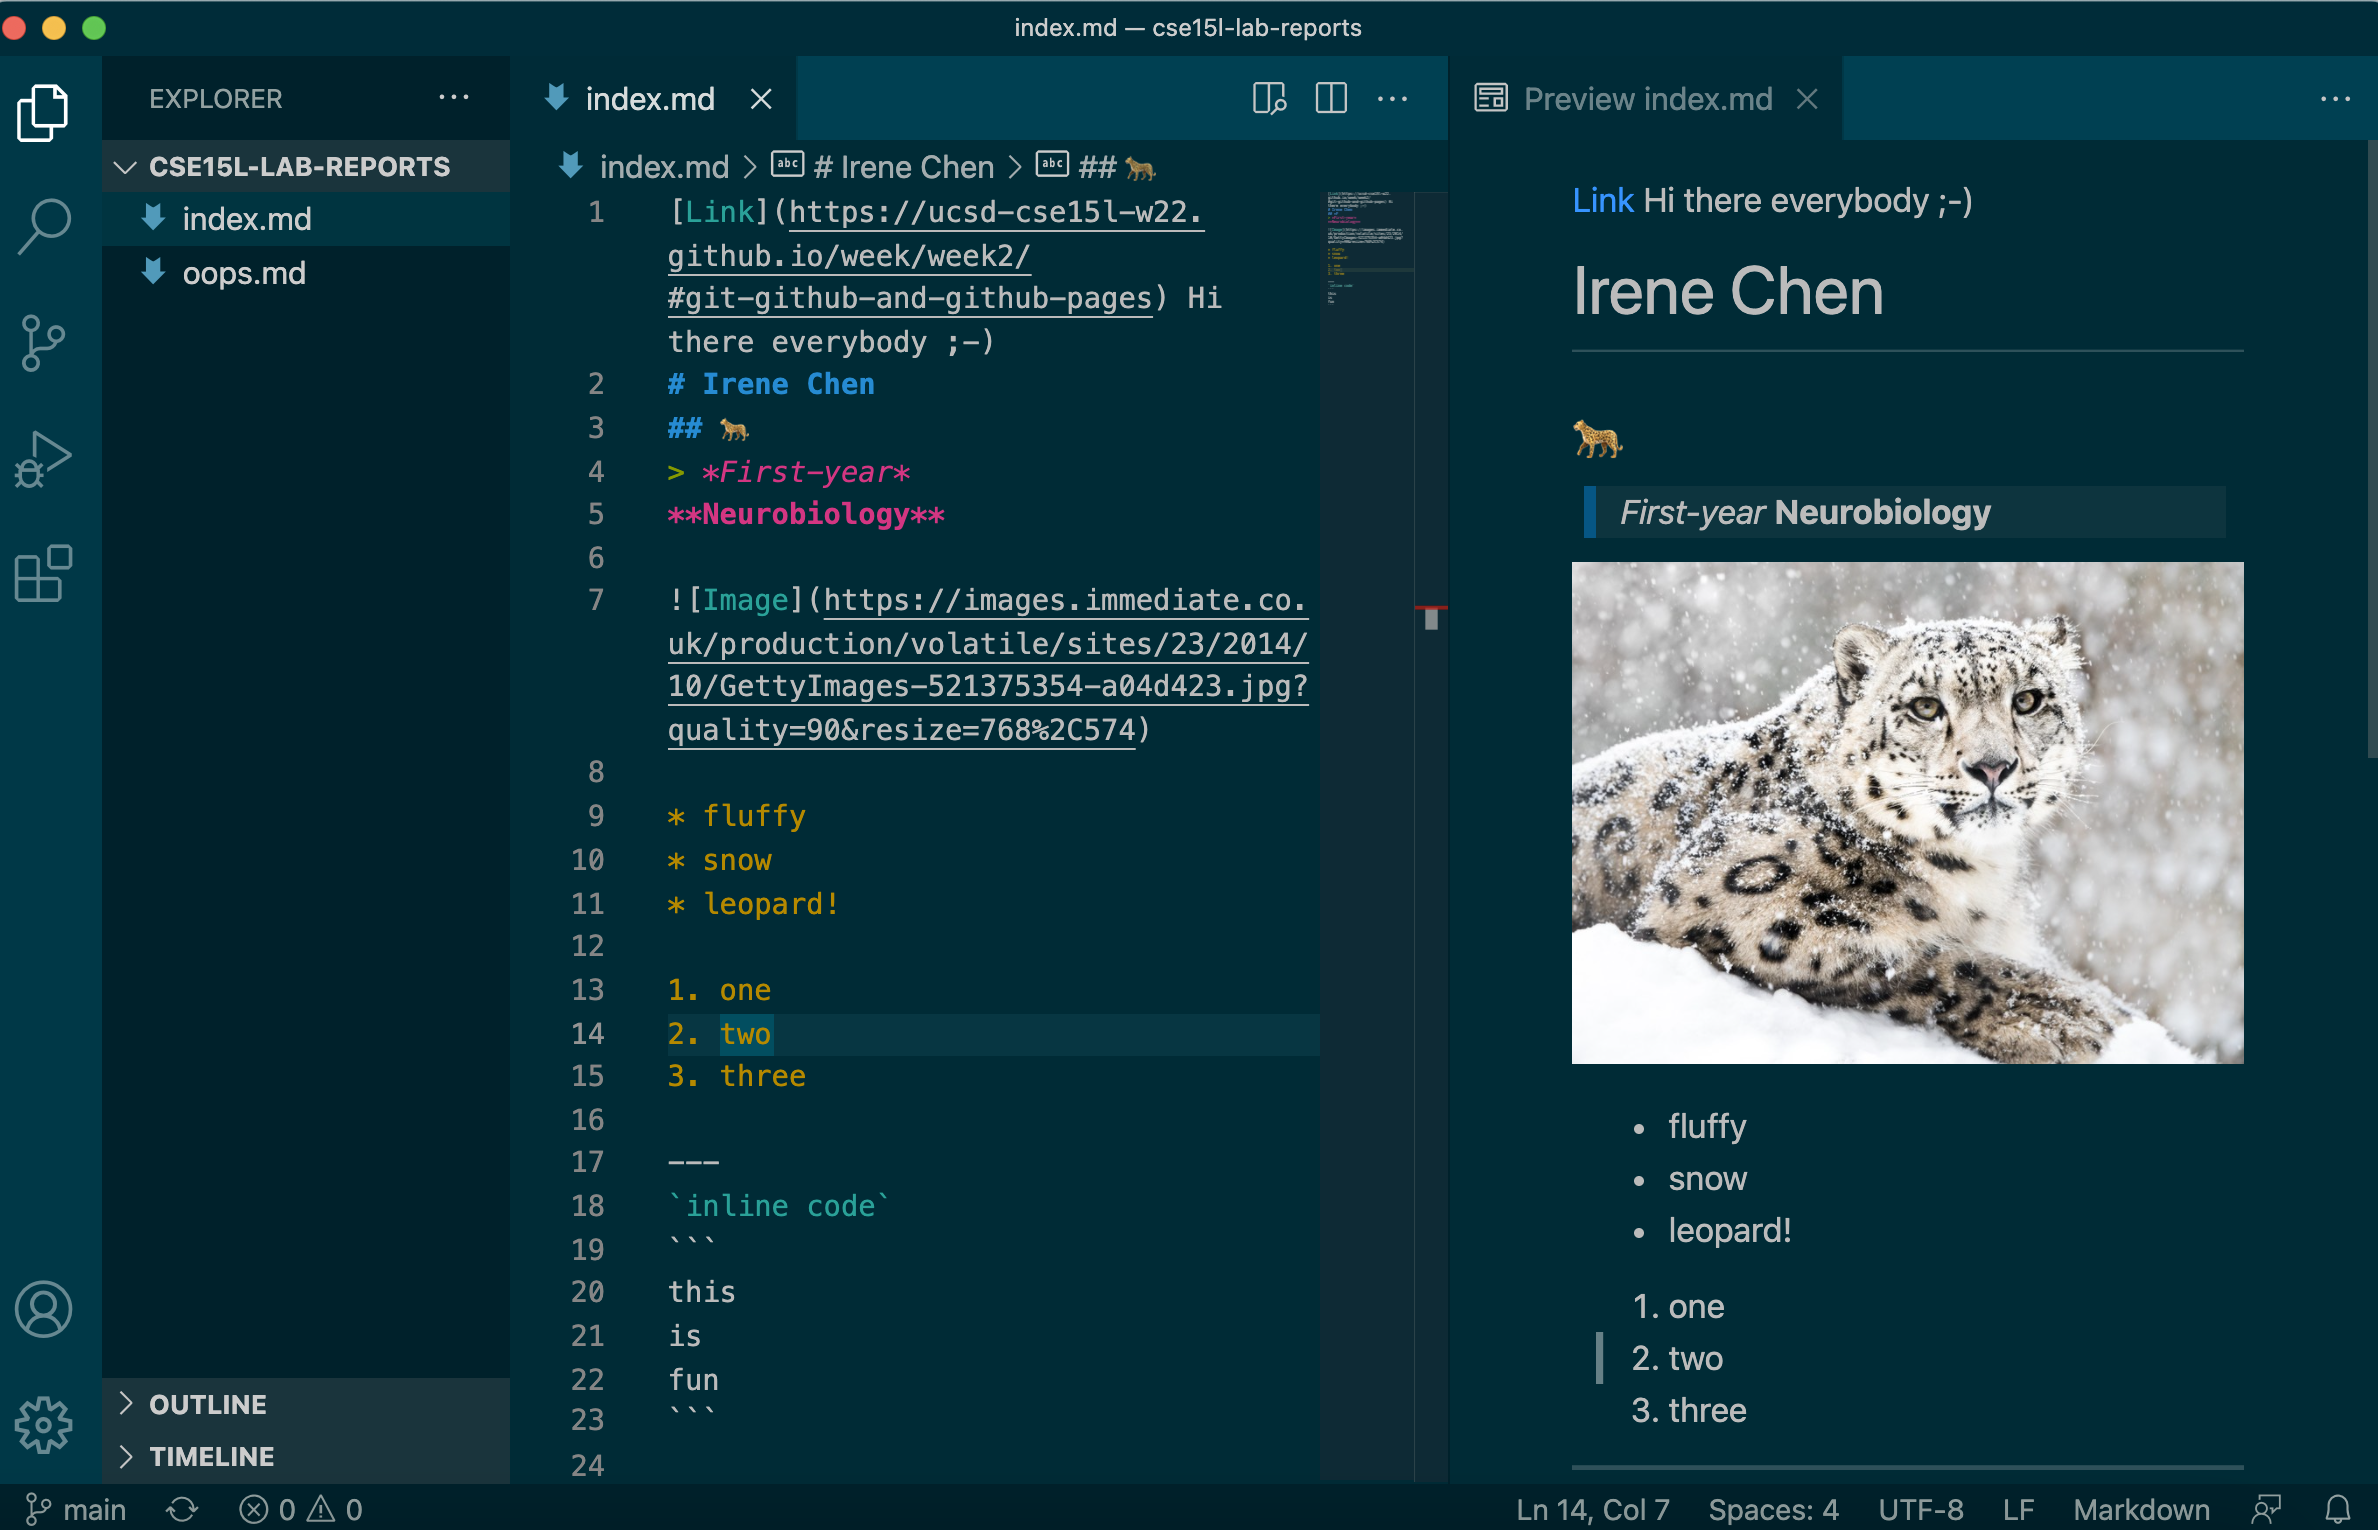 index.md — cse15l-lab-reports
EXPLORER
CSE15L-LAB-REPORTS
index.md
oops.md
OUTLINE
TIMELINE
index.md
index.md > # Irene Chen > ## 🐆
1 [Link](https://ucsd-cse15l-w22.
github.io/week/week2/
#git-github-and-github-pages) Hi
there everybody ;-)
2 # Irene Chen
3 ## 🐆
4 > *First-year*
5 **Neurobiology**
6
7 ![Image](https://images.immediate.co.
uk/production/volatile/sites/23/2014/
10/GettyImages-521375354-a04d423.jpg?
quality=90&resize=768%2C574)
8
9 * fluffy
10 * snow
11 * leopard!
12
13 1. one
14 2. two
15 3. three
16
17 ---
18 `inline code`
19 ```
20 this
21 is
22 fun
23 ```
24
Preview index.md
Link Hi there everybody ;-)
Irene Chen
🐆
First-year Neurobiology
• fluffy
• snow
• leopard!
1. one
2. two
3. three
main 0 0 Ln 14, Col 7 Spaces: 4 UTF-8 LF Markdown